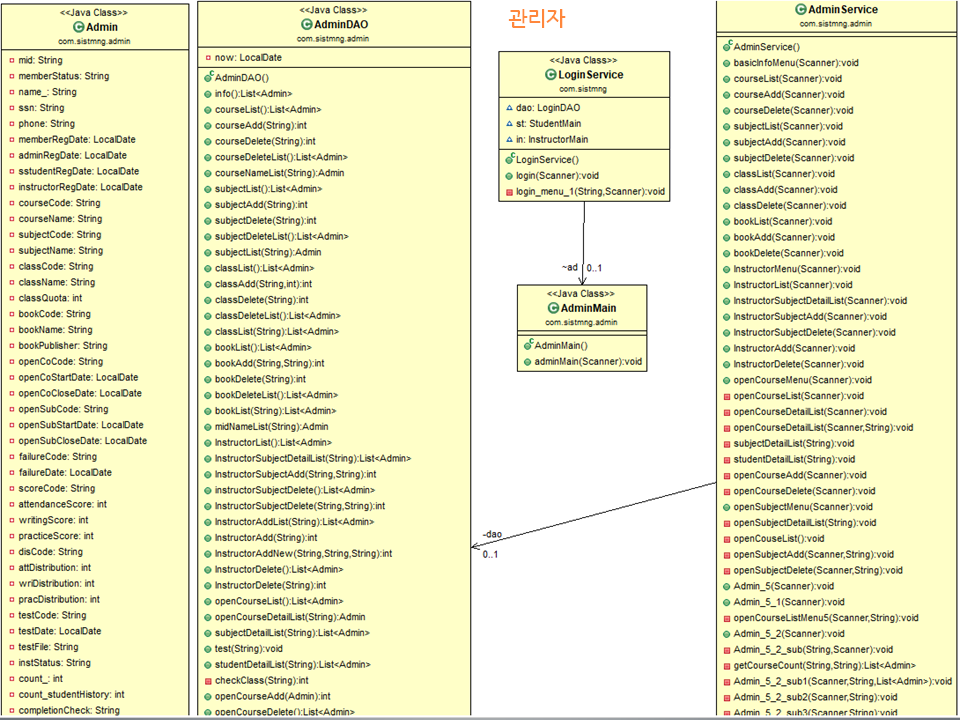 <<Java Class>>
Admin
com.sistmng.admin
mid: String
memberStatus: String
name_: String
ssn: String
phone: String
memberRegDate: LocalDate
adminRegDate: LocalDate
sstudentRegDate: LocalDate
instructorRegDate: LocalDate
courseCode: String
courseName: String
subjectCode: String
subjectName: String
classCode: String
className: String
classQuota: int
bookCode: String
bookName: String
bookPublisher: String
openCoCode: String
openCoStartDate: LocalDate
openCoCloseDate: LocalDate
openSubCode: String
openSubStartDate: LocalDate
openSubCloseDate: LocalDate
failureCode: String
failureDate: LocalDate
scoreCode: String
attendanceScore: int
writingScore: int
practiceScore: int
disCode: String
attDistribution: int
wriDistribution: int
pracDistribution: int
testCode: String
testDate: LocalDate
testFile: String
instStatus: String
count_: int
count_studentHistory: int
completionCheck: String
<<Java Class>>
AdminDAO
com.sistmng.admin
now: LocalDate
AdminDAO()
info():List<Admin>
courseList():List<Admin>
courseAdd(String):int
courseDelete(String):int
courseDeleteList():List<Admin>
courseNameList(String):Admin
subjectList():List<Admin>
subjectAdd(String):int
subjectDelete(String):int
subjectDeleteList():List<Admin>
subjectList(String):Admin
classList():List<Admin>
classAdd(String,int):int
classDelete(String):int
classDeleteList():List<Admin>
classList(String):List<Admin>
bookList():List<Admin>
bookAdd(String,String):int
bookDelete(String):int
bookDeleteList():List<Admin>
bookList(String):List<Admin>
midNameList(String):Admin
InstructorList():List<Admin>
InstructorSubjectDetailList(String):List<Admin>
InstructorSubjectAdd(String,String):int
instructorSubjectDelete():List<Admin>
InstructorSubjectDelete(String,String):int
InstructorAddList(String):List<Admin>
InstructorAdd(String):int
InstructorAddNew(String,String,String):int
InstructorDelete():List<Admin>
InstructorDelete(String):int
openCourseList():List<Admin>
openCourseDetailList(String):Admin
subjectDetailList(String):List<Admin>
test(String):void
studentDetailList(String):List<Admin>
checkClass(String):int
openCourseAdd(Admin):int
openCourseDelete():List<Admin>
관리자
<<Java Class>>
LoginService
com.sistmng
dao: LoginDAO
st: StudentMain
in: InstructorMain
LoginService()
login(Scanner):void
login_menu_1(String,Scanner):void
~ad 0..1
<<Java Class>>
AdminMain
com.sistmng.admin
AdminMain()
adminMain(Scanner):void
-dao
0..1
AdminService
com.sistmng.admin
AdminService()
basicInfoMenu(Scanner):void
courseList(Scanner):void
courseAdd(Scanner):void
courseDelete(Scanner):void
subjectList(Scanner):void
subjectAdd(Scanner):void
subjectDelete(Scanner):void
classList(Scanner):void
classAdd(Scanner):void
classDelete(Scanner):void
bookList(Scanner):void
bookAdd(Scanner):void
bookDelete(Scanner):void
InstructorMenu(Scanner):void
InstructorList(Scanner):void
InstructorSubjectDetailList(Scanner):void
InstructorSubjectAdd(Scanner):void
InstructorSubjectDelete(Scanner):void
InstructorAdd(Scanner):void
InstructorDelete(Scanner):void
openCourseMenu(Scanner):void
openCourseList(Scanner):void
openCourseDetailList(Scanner):void
openCourseDetailList(Scanner,String):void
subjectDetailList(String):void
studentDetailList(String):void
openCourseAdd(Scanner):void
openCourseDelete(Scanner):void
openSubjectMenu(Scanner):void
openSubjectDetailList(String):void
openCouseList():void
openSubjectAdd(Scanner,String):void
openSubjectDelete(Scanner,String):void
Admin_5(Scanner):void
Admin_5_1(Scanner):void
openCourseListMenu5(Scanner,String):void
Admin_5_2(Scanner):void
Admin_5_2_sub(String,Scanner):void
getCourseCount(String,String):List<Admin>
Admin_5_2_sub1(Scanner,String,List<Admin>):void
Admin_5_2_sub2(Scanner,String):void
Admin_5_2_sub3(Scanner,String):void